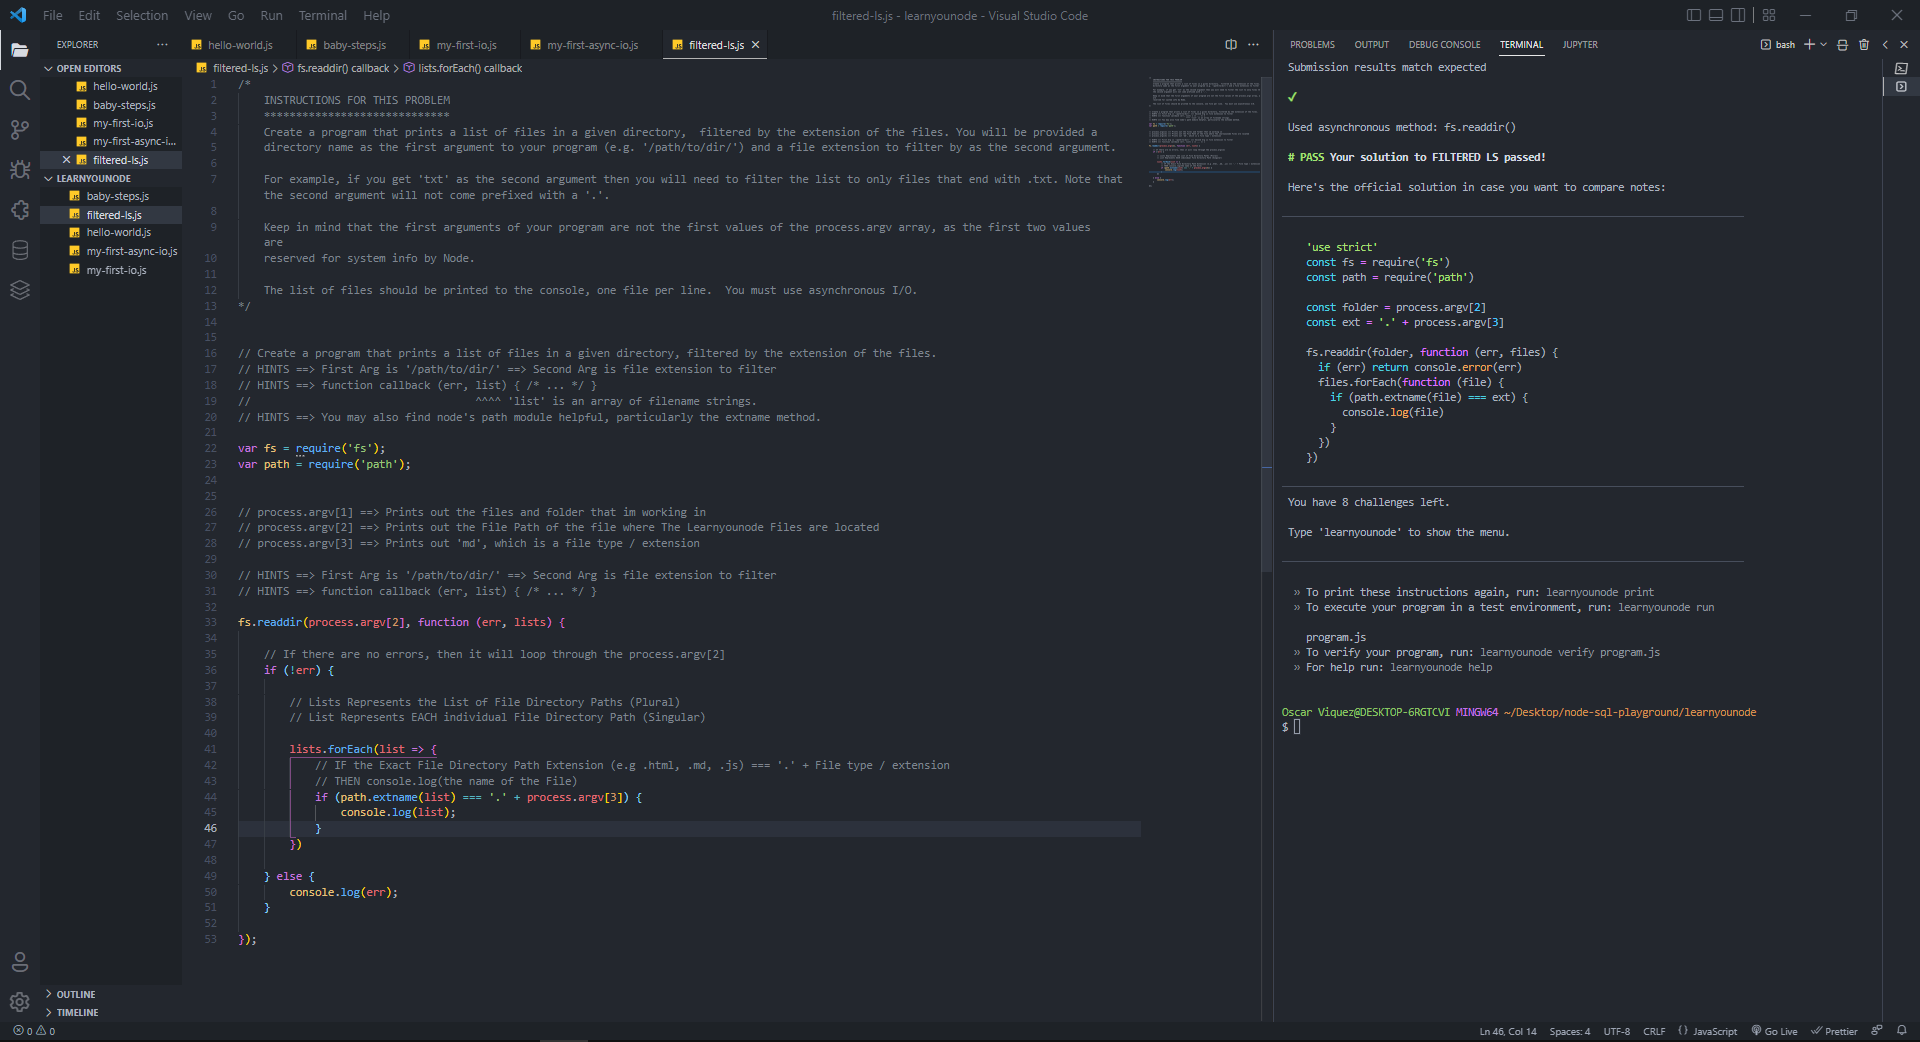 File Edit Selection View Go Run Terminal Help
filtered-ls.js - learnyounode - Visual Studio Code
EXPLORER
OPEN EDITORS
hello-world.js
baby-steps.js
my-first-io.js
my-first-async-i...
filtered-ls.js
LEARNYOUNODE
baby-steps.js
filtered-ls.js
hello-world.js
my-first-async-io.js
my-first-io.js
OUTLINE
TIMELINE
hello-world.js baby-steps.js my-first-io.js my-first-async-io.js filtered-ls.js
filtered-ls.js > fs.readdir() callback > lists.forEach() callback
1 /*
2 INSTRUCTIONS FOR THIS PROBLEM
3 *****************************
4 Create a program that prints a list of files in a given directory,  filtered by the extension of the files. You will be provided a
5 directory name as the first argument to your program (e.g. '/path/to/dir/') and a file extension to filter by as the second argument.
6
7 For example, if you get 'txt' as the second argument then you will need to filter the list to only files that end with .txt. Note that
the second argument will not come prefixed with a '.'.
8
9 Keep in mind that the first arguments of your program are not the first values of the process.argv array, as the first two values
are
10 reserved for system info by Node.
11
12 The list of files should be printed to the console, one file per line.  You must use asynchronous I/O.
13 */
14
15
16 // Create a program that prints a list of files in a given directory, filtered by the extension of the files.
17 // HINTS ==> First Arg is '/path/to/dir/' ==> Second Arg is file extension to filter
18 // HINTS ==> function callback (err, list) { /* ... */ }
19 // ^^^^ 'list' is an array of filename strings.
20 // HINTS ==> You may also find node's path module helpful, particularly the extname method.
21
22 var fs = require('fs');
23 var path = require('path');
24
25
26 // process.argv[1] ==> Prints out the files and folder that im working in
27 // process.argv[2] ==> Prints out the File Path of the file where The Learnyounode Files are located
28 // process.argv[3] ==> Prints out 'md', which is a file type / extension
29
30 // HINTS ==> First Arg is '/path/to/dir/' ==> Second Arg is file extension to filter
31 // HINTS ==> function callback (err, list) { /* ... */ }
32
33 fs.readdir(process.argv[2], function (err, lists) {
34
35 // If there are no errors, then it will loop through the process.argv[2]
36 if (!err) {
37
38 // Lists Represents the List of File Directory Paths (Plural)
39 // List Represents EACH individual File Directory Path (Singular)
40
41 lists.forEach(list => {
42 // IF the Exact File Directory Path Extension (e.g .html, .md, .js) === '.' + File type / extension
43 // THEN console.log(the name of the File)
44 if (path.extname(list) === '.' + process.argv[3]) {
45 console.log(list);
46 }
47 })
48
49 } else {
50 console.log(err);
51 }
52
53 });
PROBLEMS OUTPUT DEBUG CONSOLE TERMINAL JUPYTER
bash
Submission results match expected
✔
Used asynchronous method: fs.readdir()
# PASS Your solution to FILTERED LS passed!
Here's the official solution in case you want to compare notes:
'use strict'
const fs = require('fs')
const path = require('path')
const folder = process.argv[2]
const ext = '.' + process.argv[3]
fs.readdir(folder, function (err, files) {
if (err) return console.error(err)
files.forEach(function (file) {
if (path.extname(file) === ext) {
console.log(file)
}
})
})
You have 8 challenges left.
Type 'learnyounode' to show the menu.
» To print these instructions again, run: learnyounode print
» To execute your program in a test environment, run: learnyounode run
program.js
» To verify your program, run: learnyounode verify program.js
» For help run: learnyounode help
Oscar Viquez@DESKTOP-6RGTCVI MINGW64 ~/Desktop/node-sql-playground/learnyounode
$
0 0
Ln 46, Col 14 Spaces: 4 UTF-8 CRLF {} JavaScript Go Live Prettier